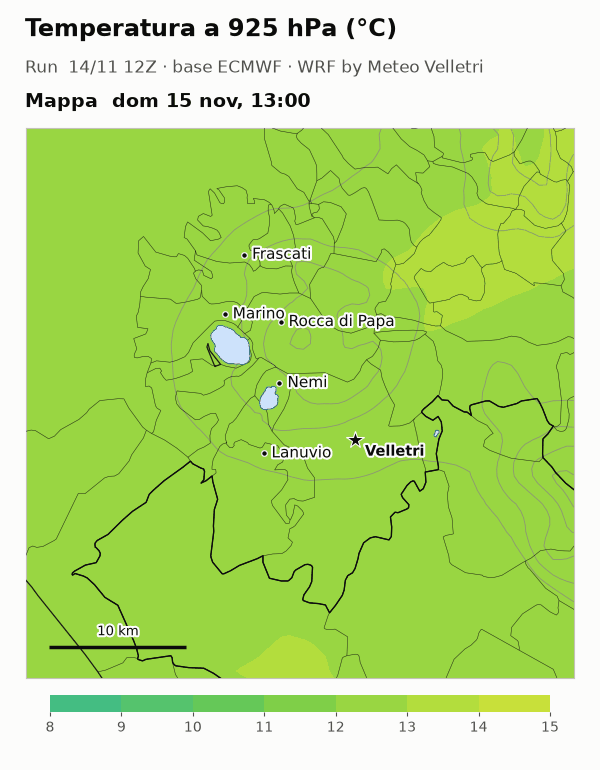 Temperatura a 925 hPa (°C)
Run  14/11 12Z · base ECMWF · WRF by Meteo Velletri
Mappa  dom 15 nov, 13:00
Frascati
Marino
Rocca di Papa
Nemi
Velletri
Lanuvio
10 km
8 9 10 11 12 13 14 15